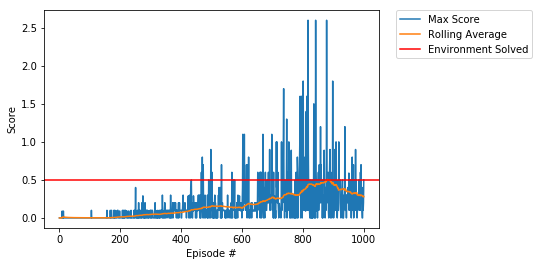 Max Score
Rolling Average
Environment Solved
Score
2.5
2.0
1.5
1.0
0.5
0.0
0 200 400 600 800 1000
Episode #